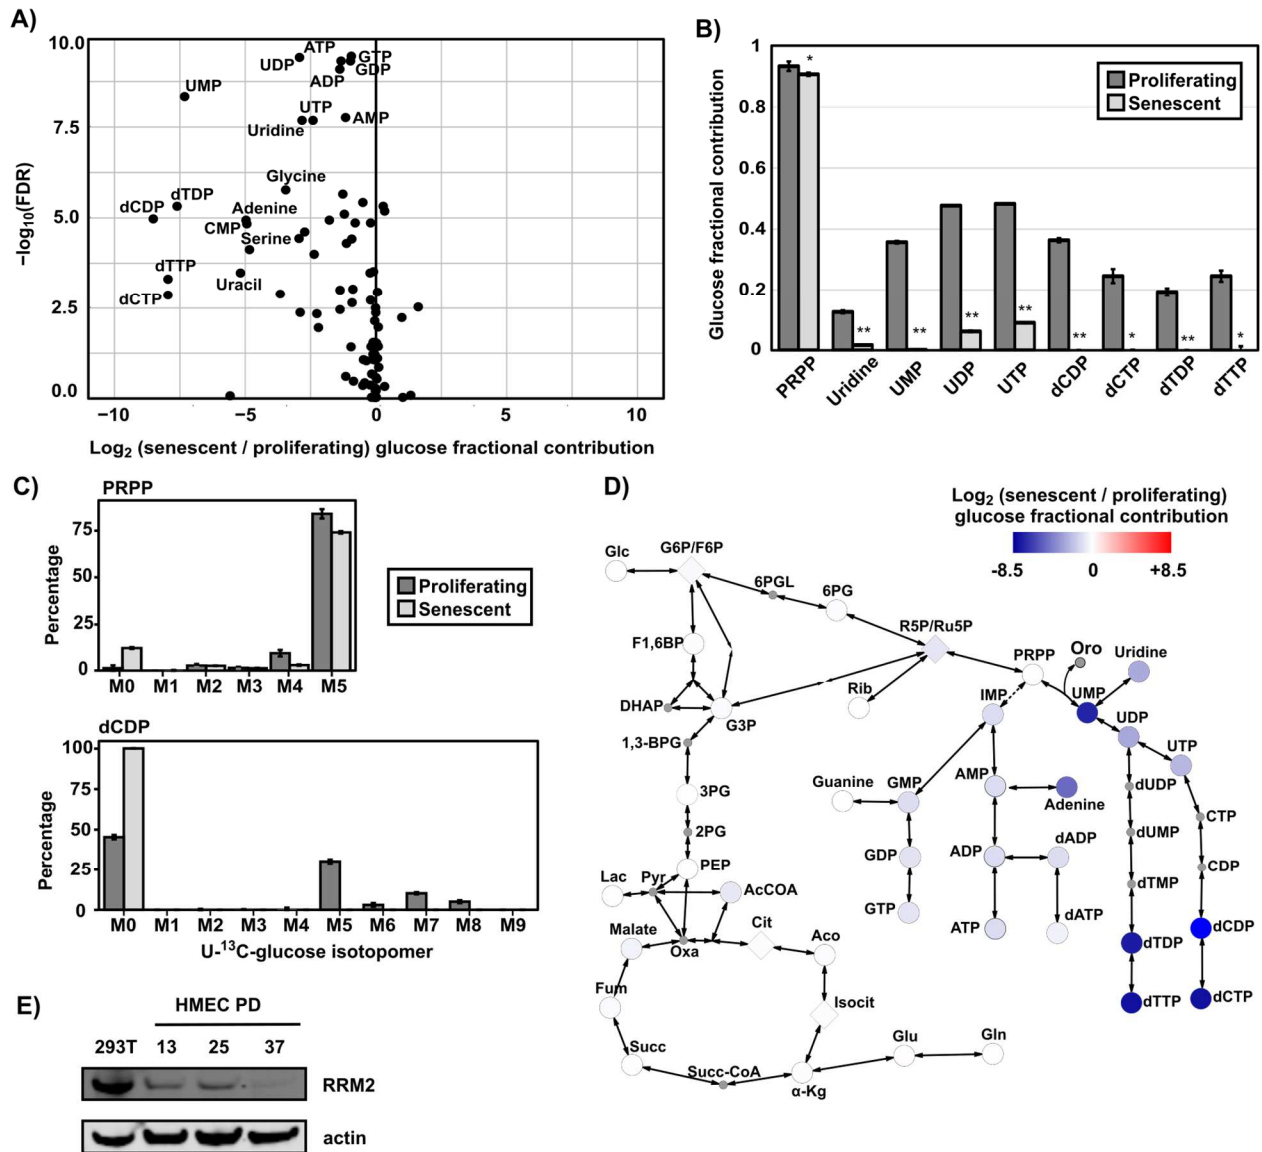 A)
10.0
7.5
5.0
2.5
0.0
−log10(FDR)
ATP
UDP
GTP
GDP
ADP
UMP
UTP
AMP
Uridine
Glycine
dTDP
dCDP
Adenine
CMP
Serine
dTTP
Uracil
dCTP
−10
−5
0
5
10
Log2 (senescent / proliferating) glucose fractional contribution
B)
1
0.8
0.6
0.4
0.2
0
Glucose fractional contribution
Proliferating
Senescent
*
**
**
**
**
**
*
**
*
PRPP
Uridine
UMP
UDP
UTP
dCDP
dCTP
dTDP
dTTP
C)
PRPP
75
50
25
0
Percentage
M0 M1 M2 M3 M4 M5
Proliferating
Senescent
dCDP
100
75
50
25
0
Percentage
M0 M1 M2 M3 M4 M5 M6 M7 M8 M9
U-13C-glucose isotopomer
D)
Log2 (senescent / proliferating)
glucose fractional contribution
-8.5 0 +8.5
Glc
G6P/F6P
6PGL
6PG
F1,6BP
R5P/Ru5P
PRPP
Oro
Uridine
DHAP
G3P
Rib
IMP
UMP
UDP
1,3-BPG
UTP
3PG
Guanine
GMP
AMP
Adenine
dUDP
CTP
2PG
dUMP
PEP
GDP
ADP
dADP
CDP
Lac
Pyr
AcCOA
dTMP
GTP
ATP
dATP
Malate
Oxa
Cit
Aco
dTDP
dCDP
Fum
Isocit
dTTP
dCTP
Succ
Succ-CoA
α-Kg
Glu
Gln
E)
HMEC PD
293T 13 25 37
RRM2
actin